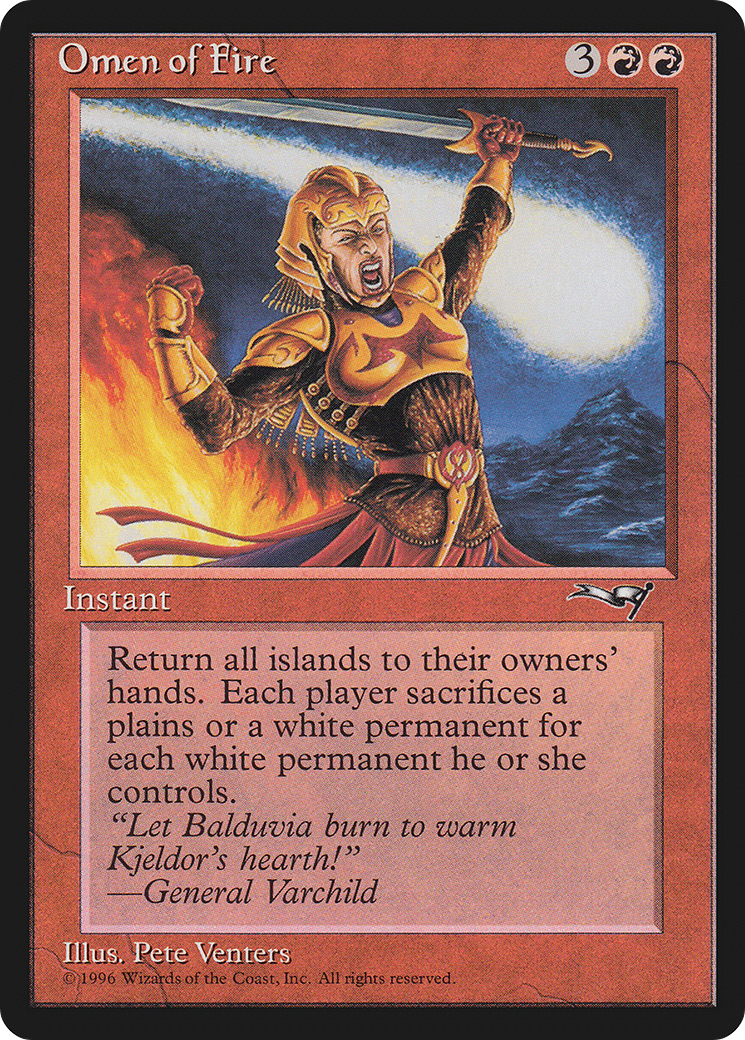 Omen of Fire
3
Instant
Return all islands to their owners’
hands. Each player sacrifices a
plains or a white permanent for
each white permanent he or she
controls.
“Let Balduvia burn to warm
Kjeldor’s hearth!”
—General Varchild
Illus. Pete Venters
© 1996 Wizards of the Coast, Inc. All rights reserved.